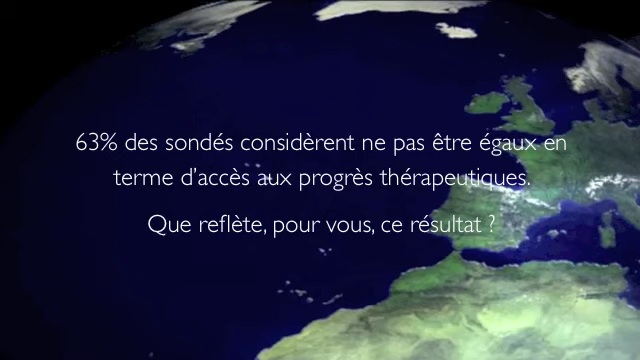 63% des sondés considèrent ne pas être égaux en
terme d'accès aux progrès thérapeutiques.
Que reflète, pour vous, ce résultat ?